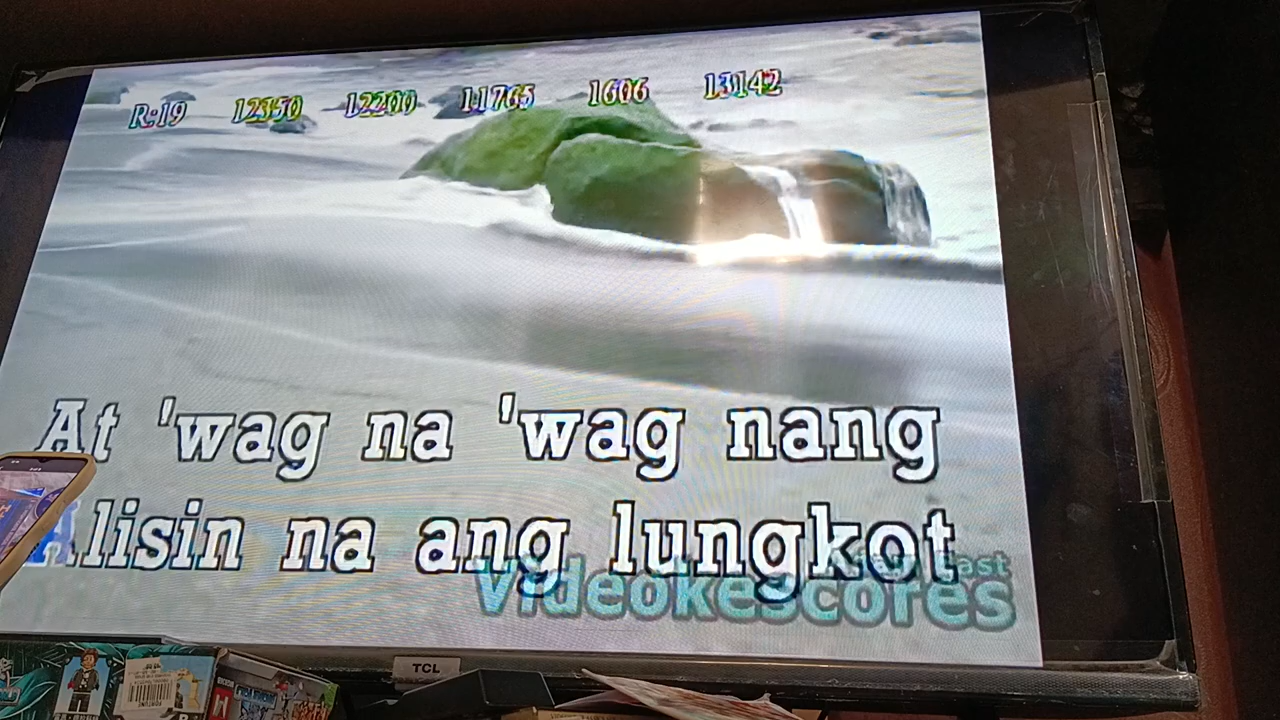 R:19 12350 12200 11765 1606 13142
At 'wag na 'wag nang
Alisin na ang lungkot
Videokescores
TCL